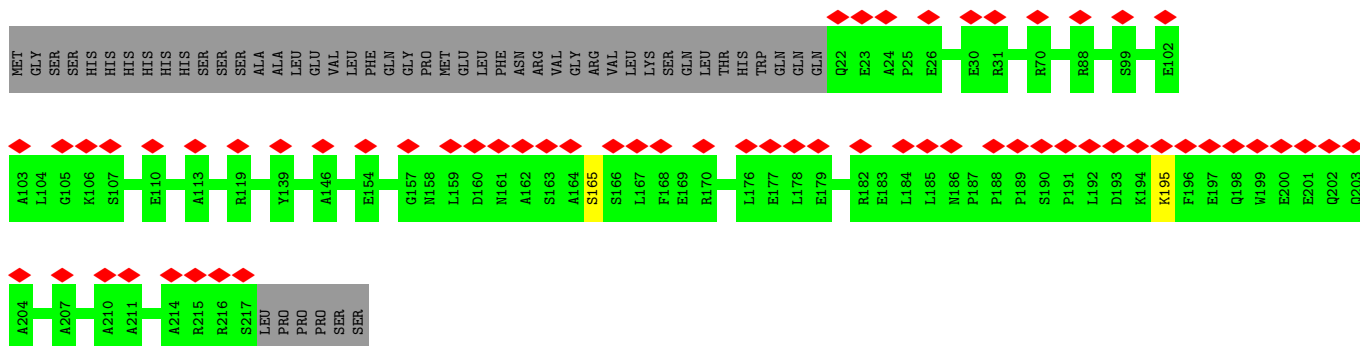 MET GLY SER SER HIS HIS HIS HIS HIS HIS SER SER SER ALA ALA LEU GLU VAL LEU PHE GLN GLY PRO MET GLU LEU PHE ASN ARG VAL GLY ARG VAL LEU LYS SER GLN LEU THR HIS TRP GLN GLN GLN Q22 E23 A24 P25 E26 E30 R31 R70 R88 S99 E102
A103 L104 G105 K106 S107 E110 A113 R119 Y139 A146 E154 G157 N158 L159 D160 N161 A162 S163 A164 S165 S166 L167 F168 E169 R170 L176 E177 L178 E179 R182 E183 L184 L185 N186 P187 P188 P189 S190 P191 L192 D193 K194 K195 F196 E197 Q198 W199 E200 E201 Q202 Q203
A204 A207 A210 A211 A214 R215 R216 S217 LEU PRO PRO PRO SER SER